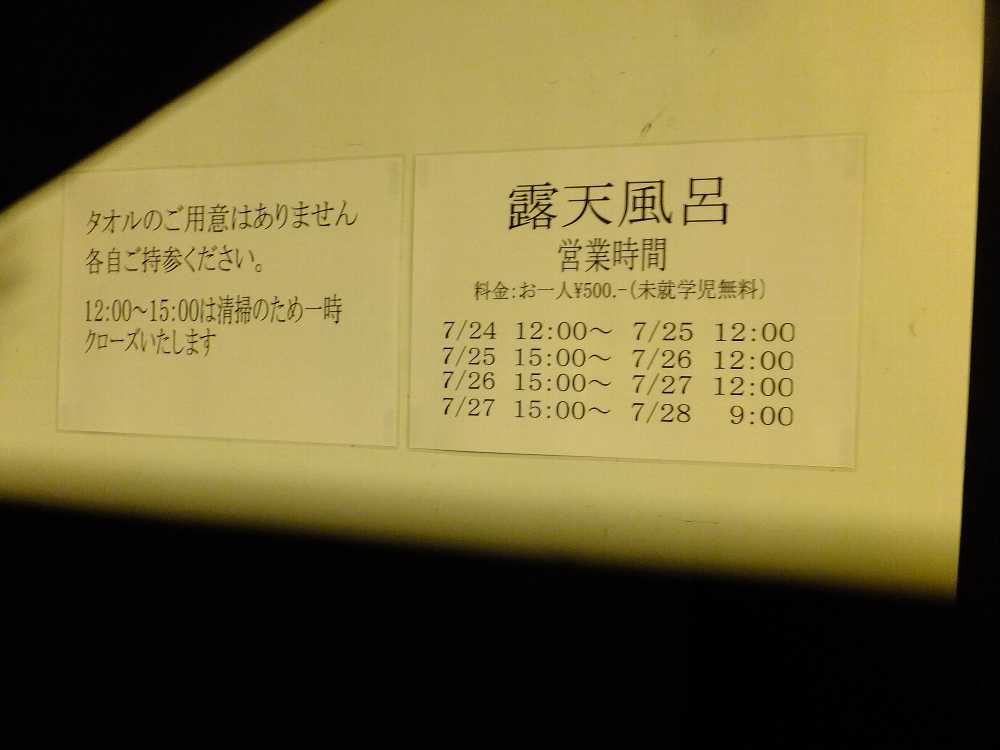 タオルのご用意はありません
各自ご持参ください。
12:00〜15:00は清掃のため一時
クローズいたします
露天風呂
営業時間
料金:お一人¥500.-(未就学児無料)
7/24 12:00〜 7/25 12:00
7/25 15:00〜 7/26 12:00
7/26 15:00〜 7/27 12:00
7/27 15:00〜 7/28 9:00